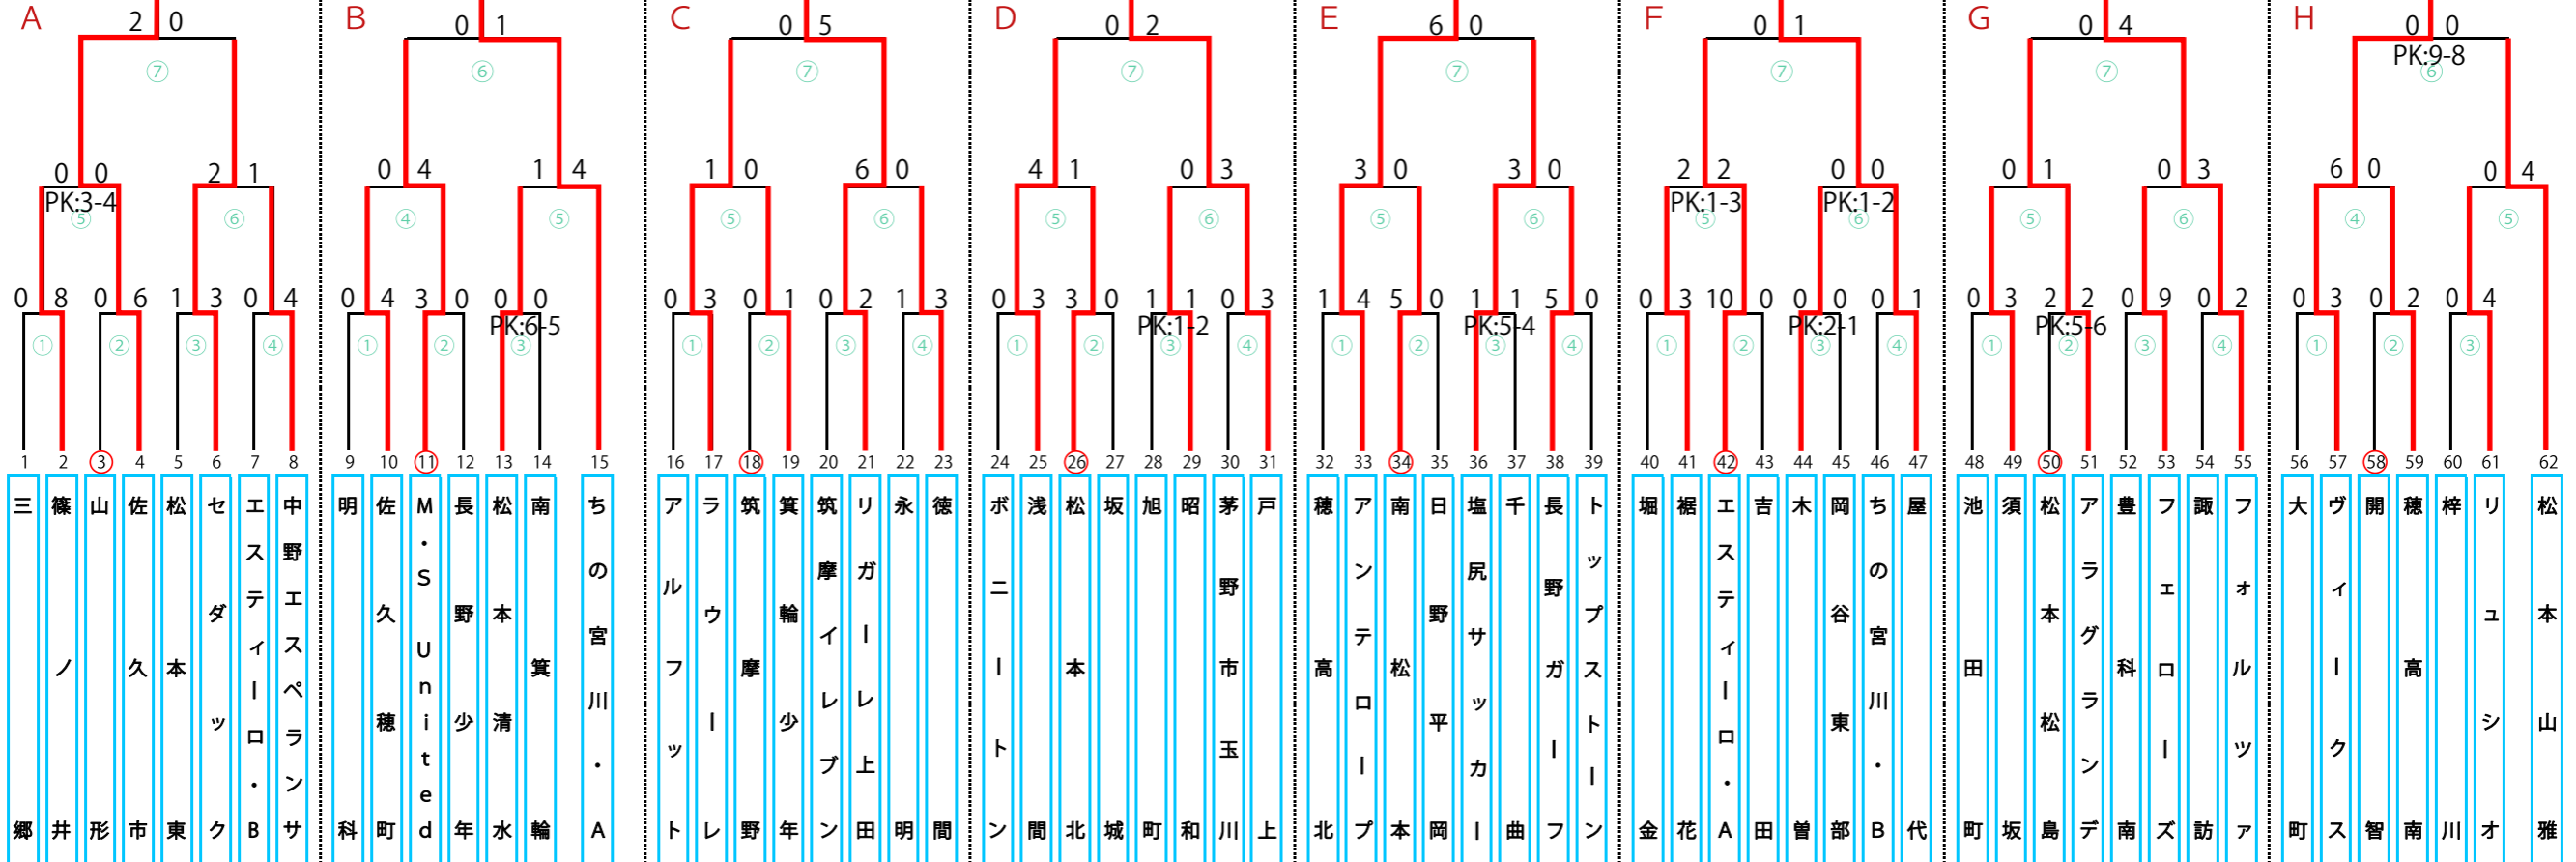 A B C D E F G H
2 0 0 1 0 5 0 2 6 0 0 1 0 4 0 0
PK:9-8
⑦ ⑥ ⑦ ⑦ ⑦ ⑦ ⑦ ⑥
0 0 2 1 0 4 1 4 1 0 6 0 4 1 0 3 3 0 3 0 2 2 0 0 0 1 0 3 6 0 0 4
PK:3-4 PK:1-3 PK:1-2
⑤ ⑥ ④ ⑤ ⑤ ⑥ ⑤ ⑥ ⑤ ⑥ ⑤ ⑥ ⑤ ⑥ ④ ⑤
0 8 0 6 1 3 0 4 0 4 3 0 0 0 0 3 0 1 0 2 1 3 0 3 3 0 1 1 0 3 1 4 5 0 1 1 5 0 0 3 10 0 0 0 0 1 0 3 2 2 0 9 0 2 0 3 0 2 0 4
PK:6-5 PK:1-2 PK:5-4 PK:2-1 PK:5-6
① ② ③ ④ ① ② ③ ① ② ③ ④ ① ② ③ ④ ① ② ③ ④ ① ② ③ ④ ① ② ③ ④ ① ② ③
1 2 3 4 5 6 7 8 9 10 11 12 13 14 15 16 17 18 19 20 21 22 23 24 25 26 27 28 29 30 31 32 33 34 35 36 37 38 39 40 41 42 43 44 45 46 47 48 49 50 51 52 53 54 55 56 57 58 59 60 61 62
三郷
篠ノ井
山形
佐久市
松本東
セダック
エスティーロ・B
中野エスペランサ
明科
佐久穂町
M・S United
長野少年
松本清水
南箕輪
ちの宮川・A
アルフット
ラウーレ
筑摩野
箕輪少年
筑摩イレブン
リガーレ上田
永明
徳間
ボニートン
浅間
松本北
坂城
旭町
昭和
茅野市玉川
戸上
穂高北
アンテロープ
南松本
日野平岡
塩尻サッカー
千曲
長野ガーフ
トップストーン
堀金
裾花
エスティーロ・A
吉田
木曽
岡谷東部
ちの宮川・B
屋代
池田町
須坂
松本松島
アラグランデ
豊科南
フェローズ
諏訪
フォルツァ
大町
ヴィークス
開智
穂高南
梓川
リュシオ
松本山雅